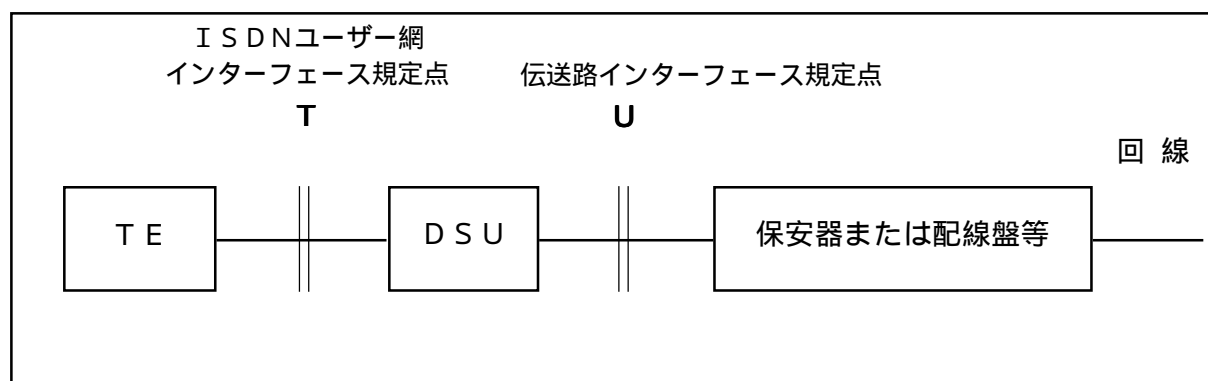 ＩＳＤＮユーザー網
インターフェース規定点
伝送路インターフェース規定点
Ｔ
Ｕ
回 線
ＴＥ
ＤＳＵ
保安器または配線盤等